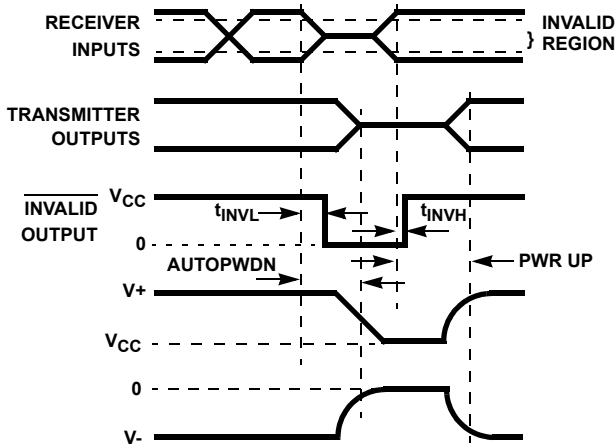 RECEIVER
INPUTS
} INVALID
REGION
TRANSMITTER
OUTPUTS
INVALID
OUTPUT
VCC
0
tINVL
tINVH
AUTOPWDN
PWR UP
V+
VCC
0
V-